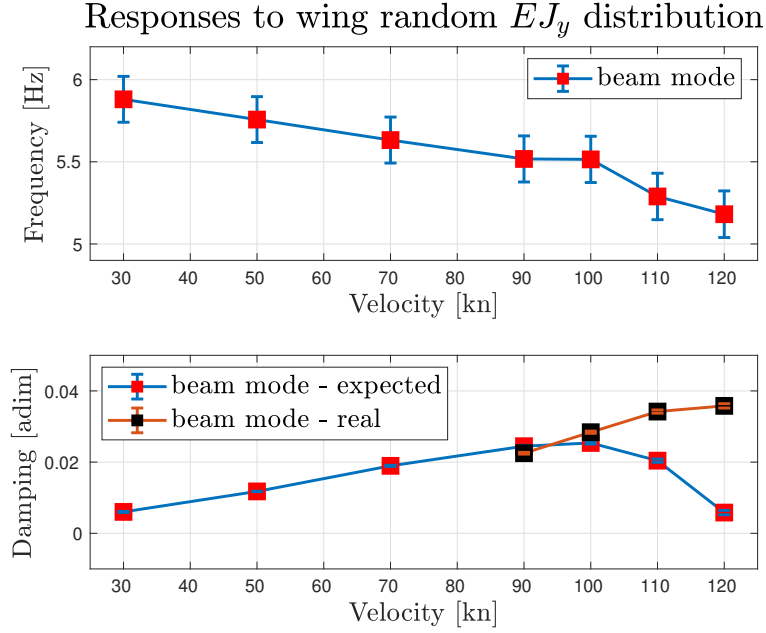 Responses to wing random EJ_y distribution
Frequency [Hz]
6
5.5
5
beam mode
30 40 50 60 70 80 90 100 110 120
Velocity [kn]
Damping [adim]
0.04
0.02
0
beam mode - expected
beam mode - real
30 40 50 60 70 80 90 100 110 120
Velocity [kn]